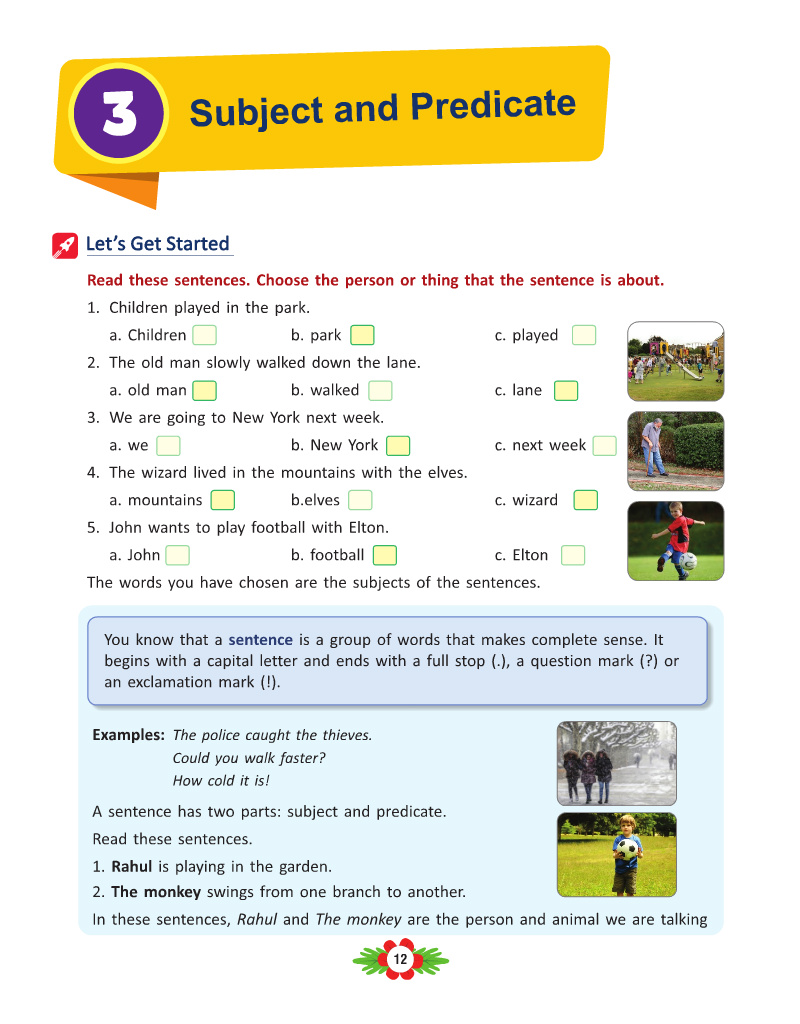 3
Subject and Predicate
Let's Get Started
Read these sentences. Choose the person or thing that the sentence is about.
1. Children played in the park.
a. Children b. park c. played
2. The old man slowly walked down the lane.
a. old man b. walked c. lane
3. We are going to New York next week.
a. we b. New York c. next week
4. The wizard lived in the mountains with the elves.
a. mountains b.elves c. wizard
5. John wants to play football with Elton.
a. John b. football c. Elton
The words you have chosen are the subjects of the sentences.
You know that a sentence is a group of words that makes complete sense. It
begins with a capital letter and ends with a full stop (.), a question mark (?) or
an exclamation mark (!).
Examples: The police caught the thieves.
Could you walk faster?
How cold it is!
A sentence has two parts: subject and predicate.
Read these sentences.
1. Rahul is playing in the garden.
2. The monkey swings from one branch to another.
In these sentences, Rahul and The monkey are the person and animal we are talking
12